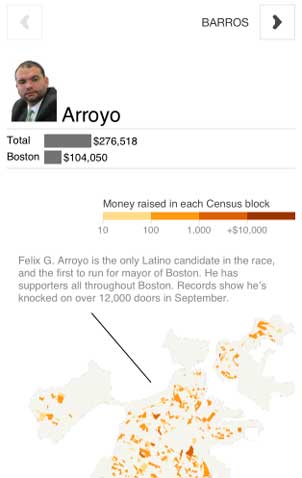 BARROS
Arroyo
Total $276,518
Boston $104,050
Money raised in each Census block
10 100 1,000 +$10,000
Felix G. Arroyo is the only Latino candidate in the race,
and the first to run for mayor of Boston. He has
supporters all throughout Boston. Records show he's
knocked on over 12,000 doors in September.